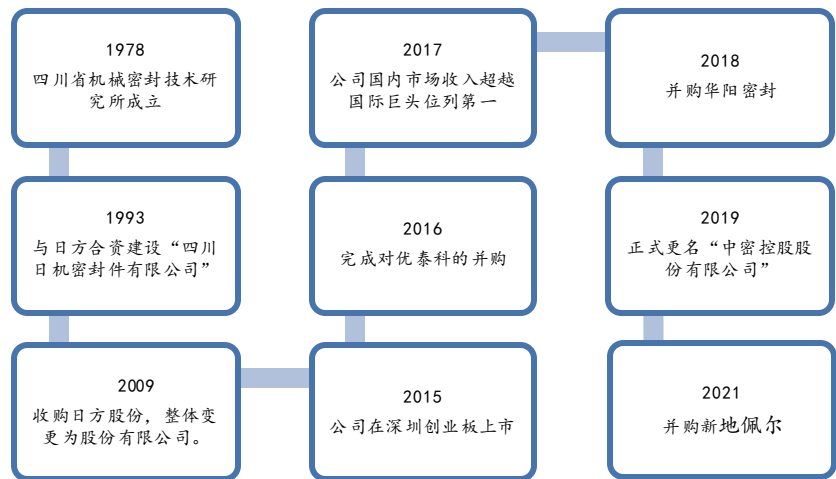 1978
四川省机械密封技术研
究所成立
1993
与日方合资建设“四川
日机密封件有限公司”
2009
收购日方股份，整体变
更为股份有限公司。
2015
公司在深圳创业板上市
2016
完成对优泰科的并购
2017
公司国内市场收入超越
国际巨头位列第一
2018
并购华阳密封
2019
正式更名“中密控股股
份有限公司”
2021
并购新地佩尔